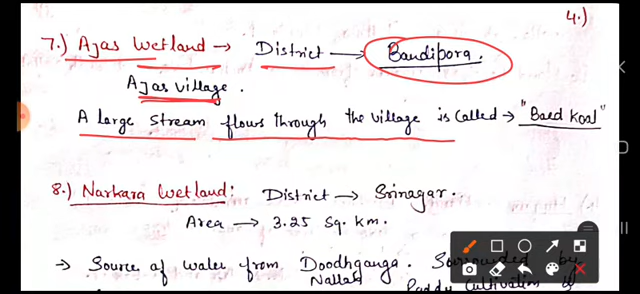 4.)
7.) Ajas Wetland → District → Bandipora.
Ajas village.
A large stream flows through the village is called → "Baed Koal"
8.) Narkara Wetland: District → Srinagar.
Area → 3.25 Sq. km.
→ Source of water from Doodhganga Nallah. Surrounded by
Paddy Cultivation